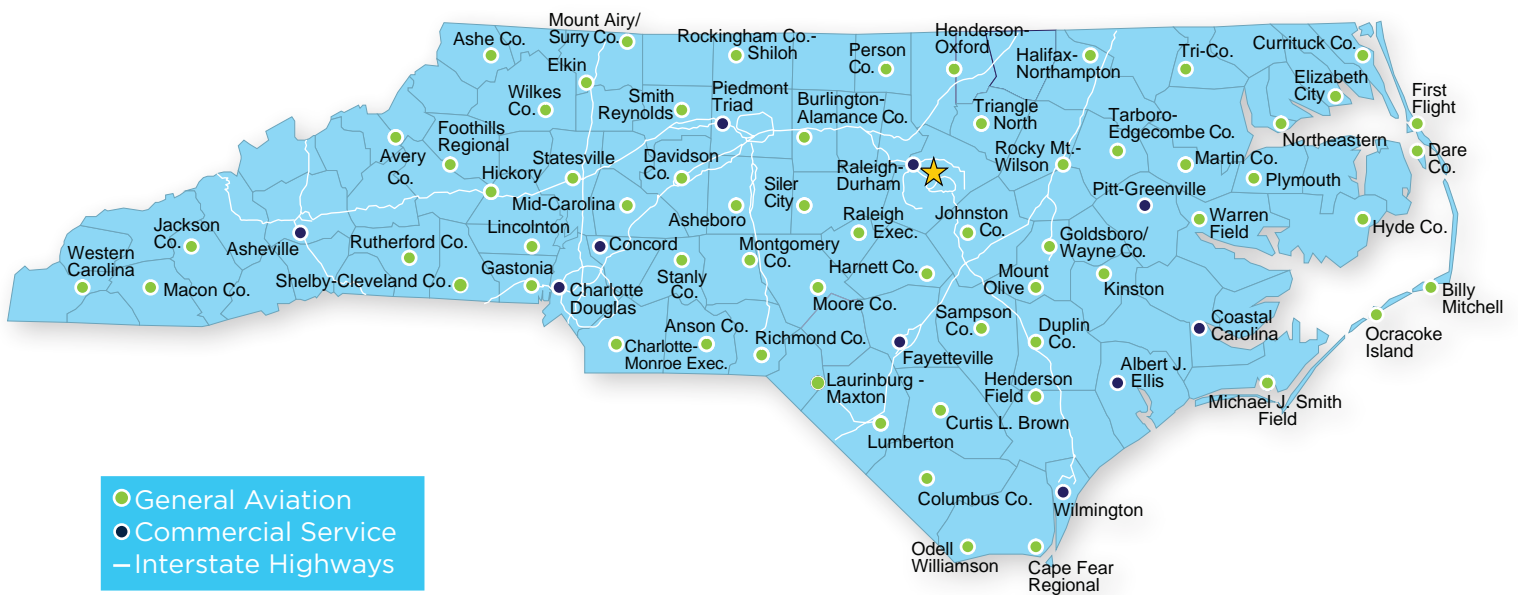 Mount Airy/
Surry Co.
Ashe Co.
Rockingham Co.-
Shiloh
Person
Co.
Henderson-
Oxford
Halifax-
Northampton
Tri-Co.
Currituck Co.
Elkin
Elizabeth
City
First
Flight
Wilkes
Co.
Smith
Reynolds
Piedmont
Triad
Burlington-
Alamance Co.
Triangle
North
Tarboro-
Edgecombe Co.
Northeastern
Foothills
Regional
Avery
Co.
Hickory
Statesville
Davidson
Co.
Raleigh-
Durham
Rocky Mt.-
Wilson
Martin Co.
Dare
Co.
Plymouth
Pitt-Greenville
Mid-Carolina
Asheboro
Siler
City
Raleigh
Exec.
Johnston
Co.
Goldsboro/
Wayne Co.
Warren
Field
Hyde Co.
Jackson
Co.
Asheville
Rutherford Co.
Lincolnton
Concord
Montgomery
Co.
Western
Carolina
Macon Co.
Shelby-Cleveland Co.
Gastonia
Charlotte
Douglas
Stanly
Co.
Harnett Co.
Moore Co.
Mount
Olive
Kinston
Billy
Mitchell
Ocracoke
Island
Coastal
Carolina
Sampson
Co.
Duplin
Co.
Anson Co.
Charlotte-
Monroe Exec.
Richmond Co.
Fayetteville
Albert J.
Ellis
Laurinburg -
Maxton
Henderson
Field
Michael J. Smith
Field
Curtis L. Brown
Lumberton
Columbus Co.
Wilmington
Odell
Williamson
Cape Fear
Regional
General Aviation
Commercial Service
Interstate Highways